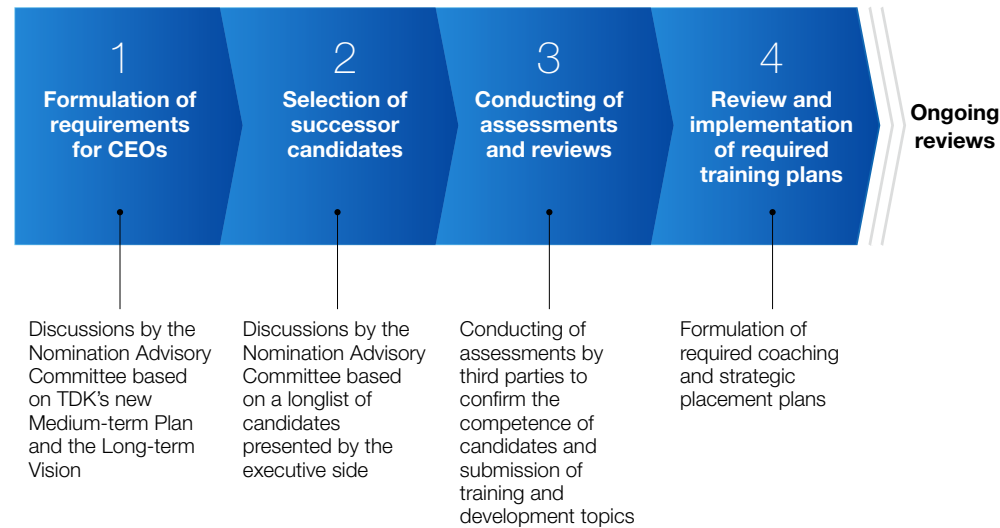 1
Formulation of
requirements
for CEOs
2
Selection of
successor
candidates
3
Conducting of
assessments
and reviews
4
Review and
implementation
of required
training plans
Ongoing
reviews
Discussions by the
Nomination Advisory
Committee based
on TDK’s new
Medium-term Plan
and the Long-term
Vision
Discussions by the
Nomination Advisory
Committee based
on a longlist of
candidates
presented by the
executive side
Conducting of
assessments by
third parties to
confirm the
competence of
candidates and
submission of
training and
development topics
Formulation of
required coaching
and strategic
placement plans